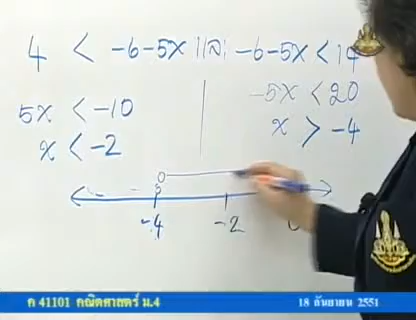 4 < -6-5x และ -6-5x < 14
5x < -10
-5x < 20
x < -2
x > -4
-4 -2
ค 41101 คณิตศาสตร์ ม.4
18 กันยายน 2551